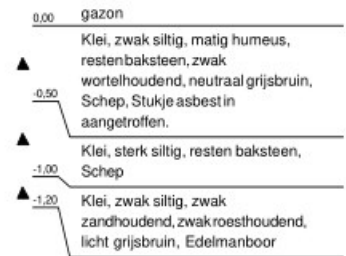 0,00 gazon
Klei, zwak siltig, matig humeus,
resten baksteen, zwak
wortelhoudend, neutraal grijsbruin,
-0,50 Schep, Stukje asbest in
aangetroffen.
Klei, sterk siltig, resten baksteen,
-1,00 Schep
-1,20 Klei, zwak siltig, zwak
zandhoudend, zwak roesthoudend,
licht grijsbruin, Edelmanboor